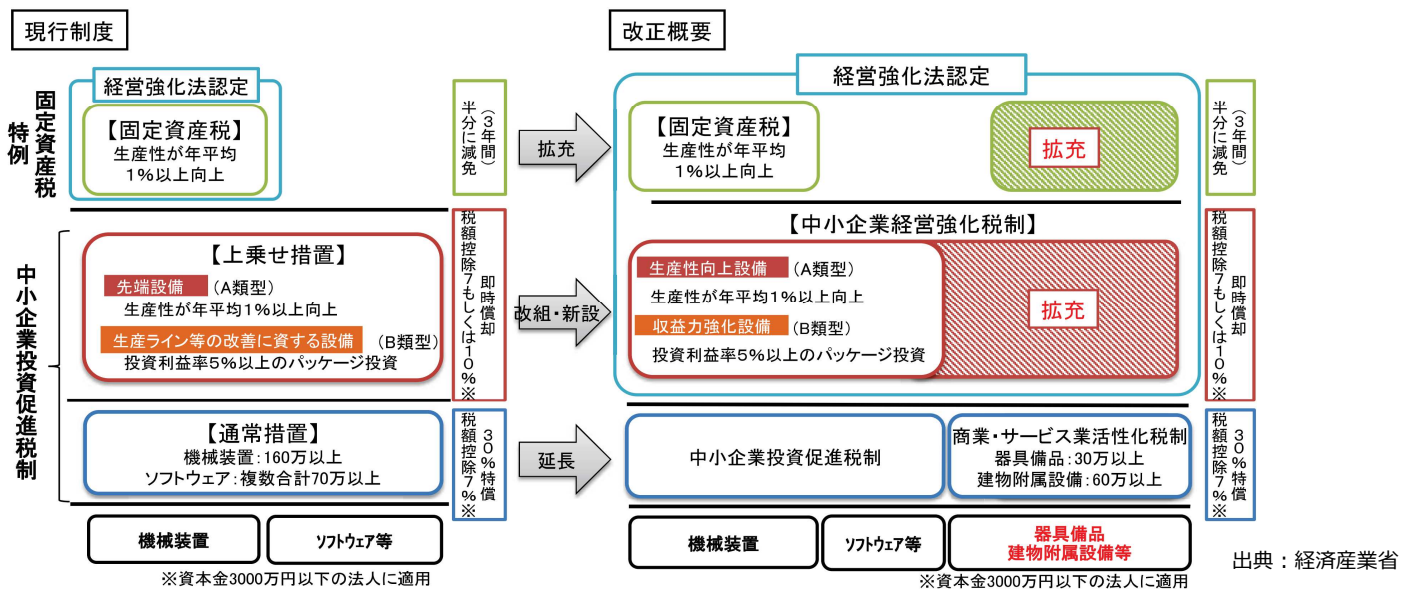 現行制度
固定資産税
特例
経営強化法認定
【固定資産税】
生産性が年平均
1%以上向上
半分に減免
(3年間)
中小企業投資促進税制
【上乗せ措置】
先端設備 (A類型)
生産性が年平均1%以上向上
生産ライン等の改善に資する設備 (B類型)
投資利益率5%以上のパッケージ投資
税額控除7もしくは10%※
即時償却
【通常措置】
機械装置:160万以上
ソフトウェア:複数合計70万以上
税額控除7%※
30%特償
機械装置
ソフトウェア等
※資本金3000万円以下の法人に適用
拡充
改組・新設
延長
改正概要
経営強化法認定
【固定資産税】
生産性が年平均
1%以上向上
拡充
半分に減免
(3年間)
【中小企業経営強化税制】
生産性向上設備 (A類型)
生産性が年平均1%以上向上
収益力強化設備 (B類型)
投資利益率5%以上のパッケージ投資
拡充
税額控除7もしくは10%※
即時償却
中小企業投資促進税制
商業・サービス業活性化税制
器具備品:30万以上
建物附属設備:60万以上
税額控除7%※
30%特償
機械装置
ソフトウェア等
器具備品
建物附属設備等
※資本金3000万円以下の法人に適用
出典:経済産業省